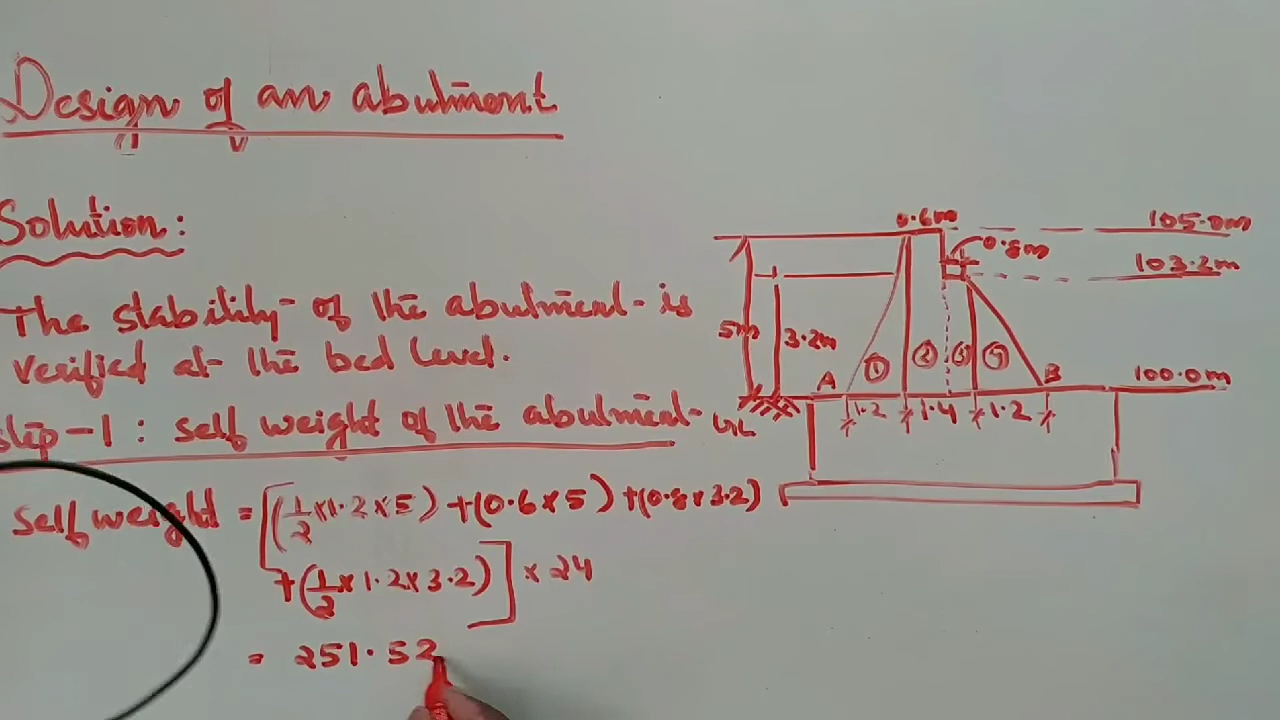 Design of an abutment
Solution:
The stability of the abutment is
verified at the bed level.
step-1: self weight of the abutment-
self weight = [(1/2×1.2×5) +(0.6×5) +(0.8×3.2)
+(1/2×1.2×3.2)] × 24
= 251.52
0.6m
105.0m
0.8m
103.2m
5m
3.2m
① ② ③ ④
A
B
100.0m
1.2 1.4 1.2